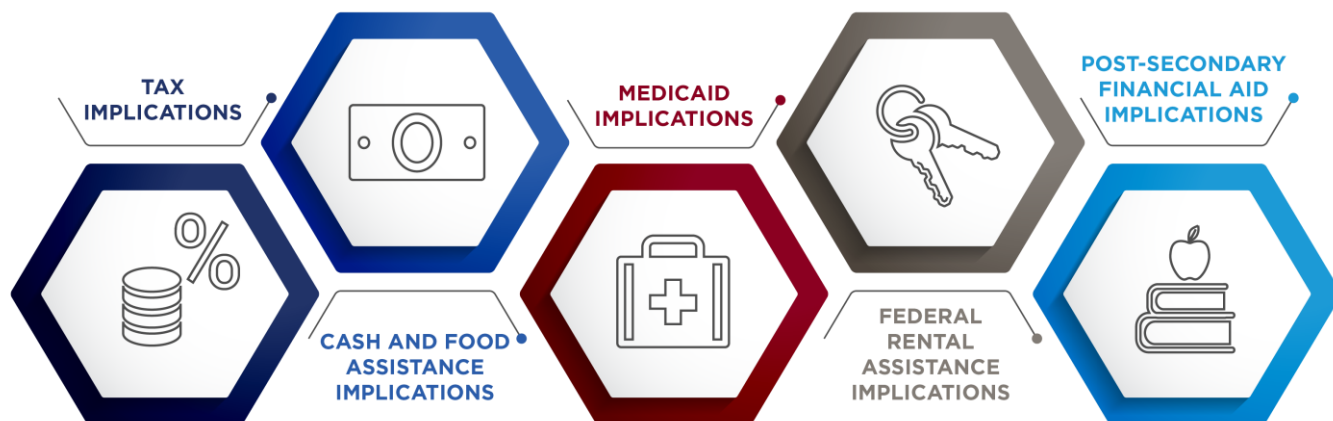 TAX
IMPLICATIONS
CASH AND FOOD
ASSISTANCE
IMPLICATIONS
MEDICAID
IMPLICATIONS
FEDERAL
RENTAL
ASSISTANCE
IMPLICATIONS
POST-SECONDARY
FINANCIAL AID
IMPLICATIONS
%